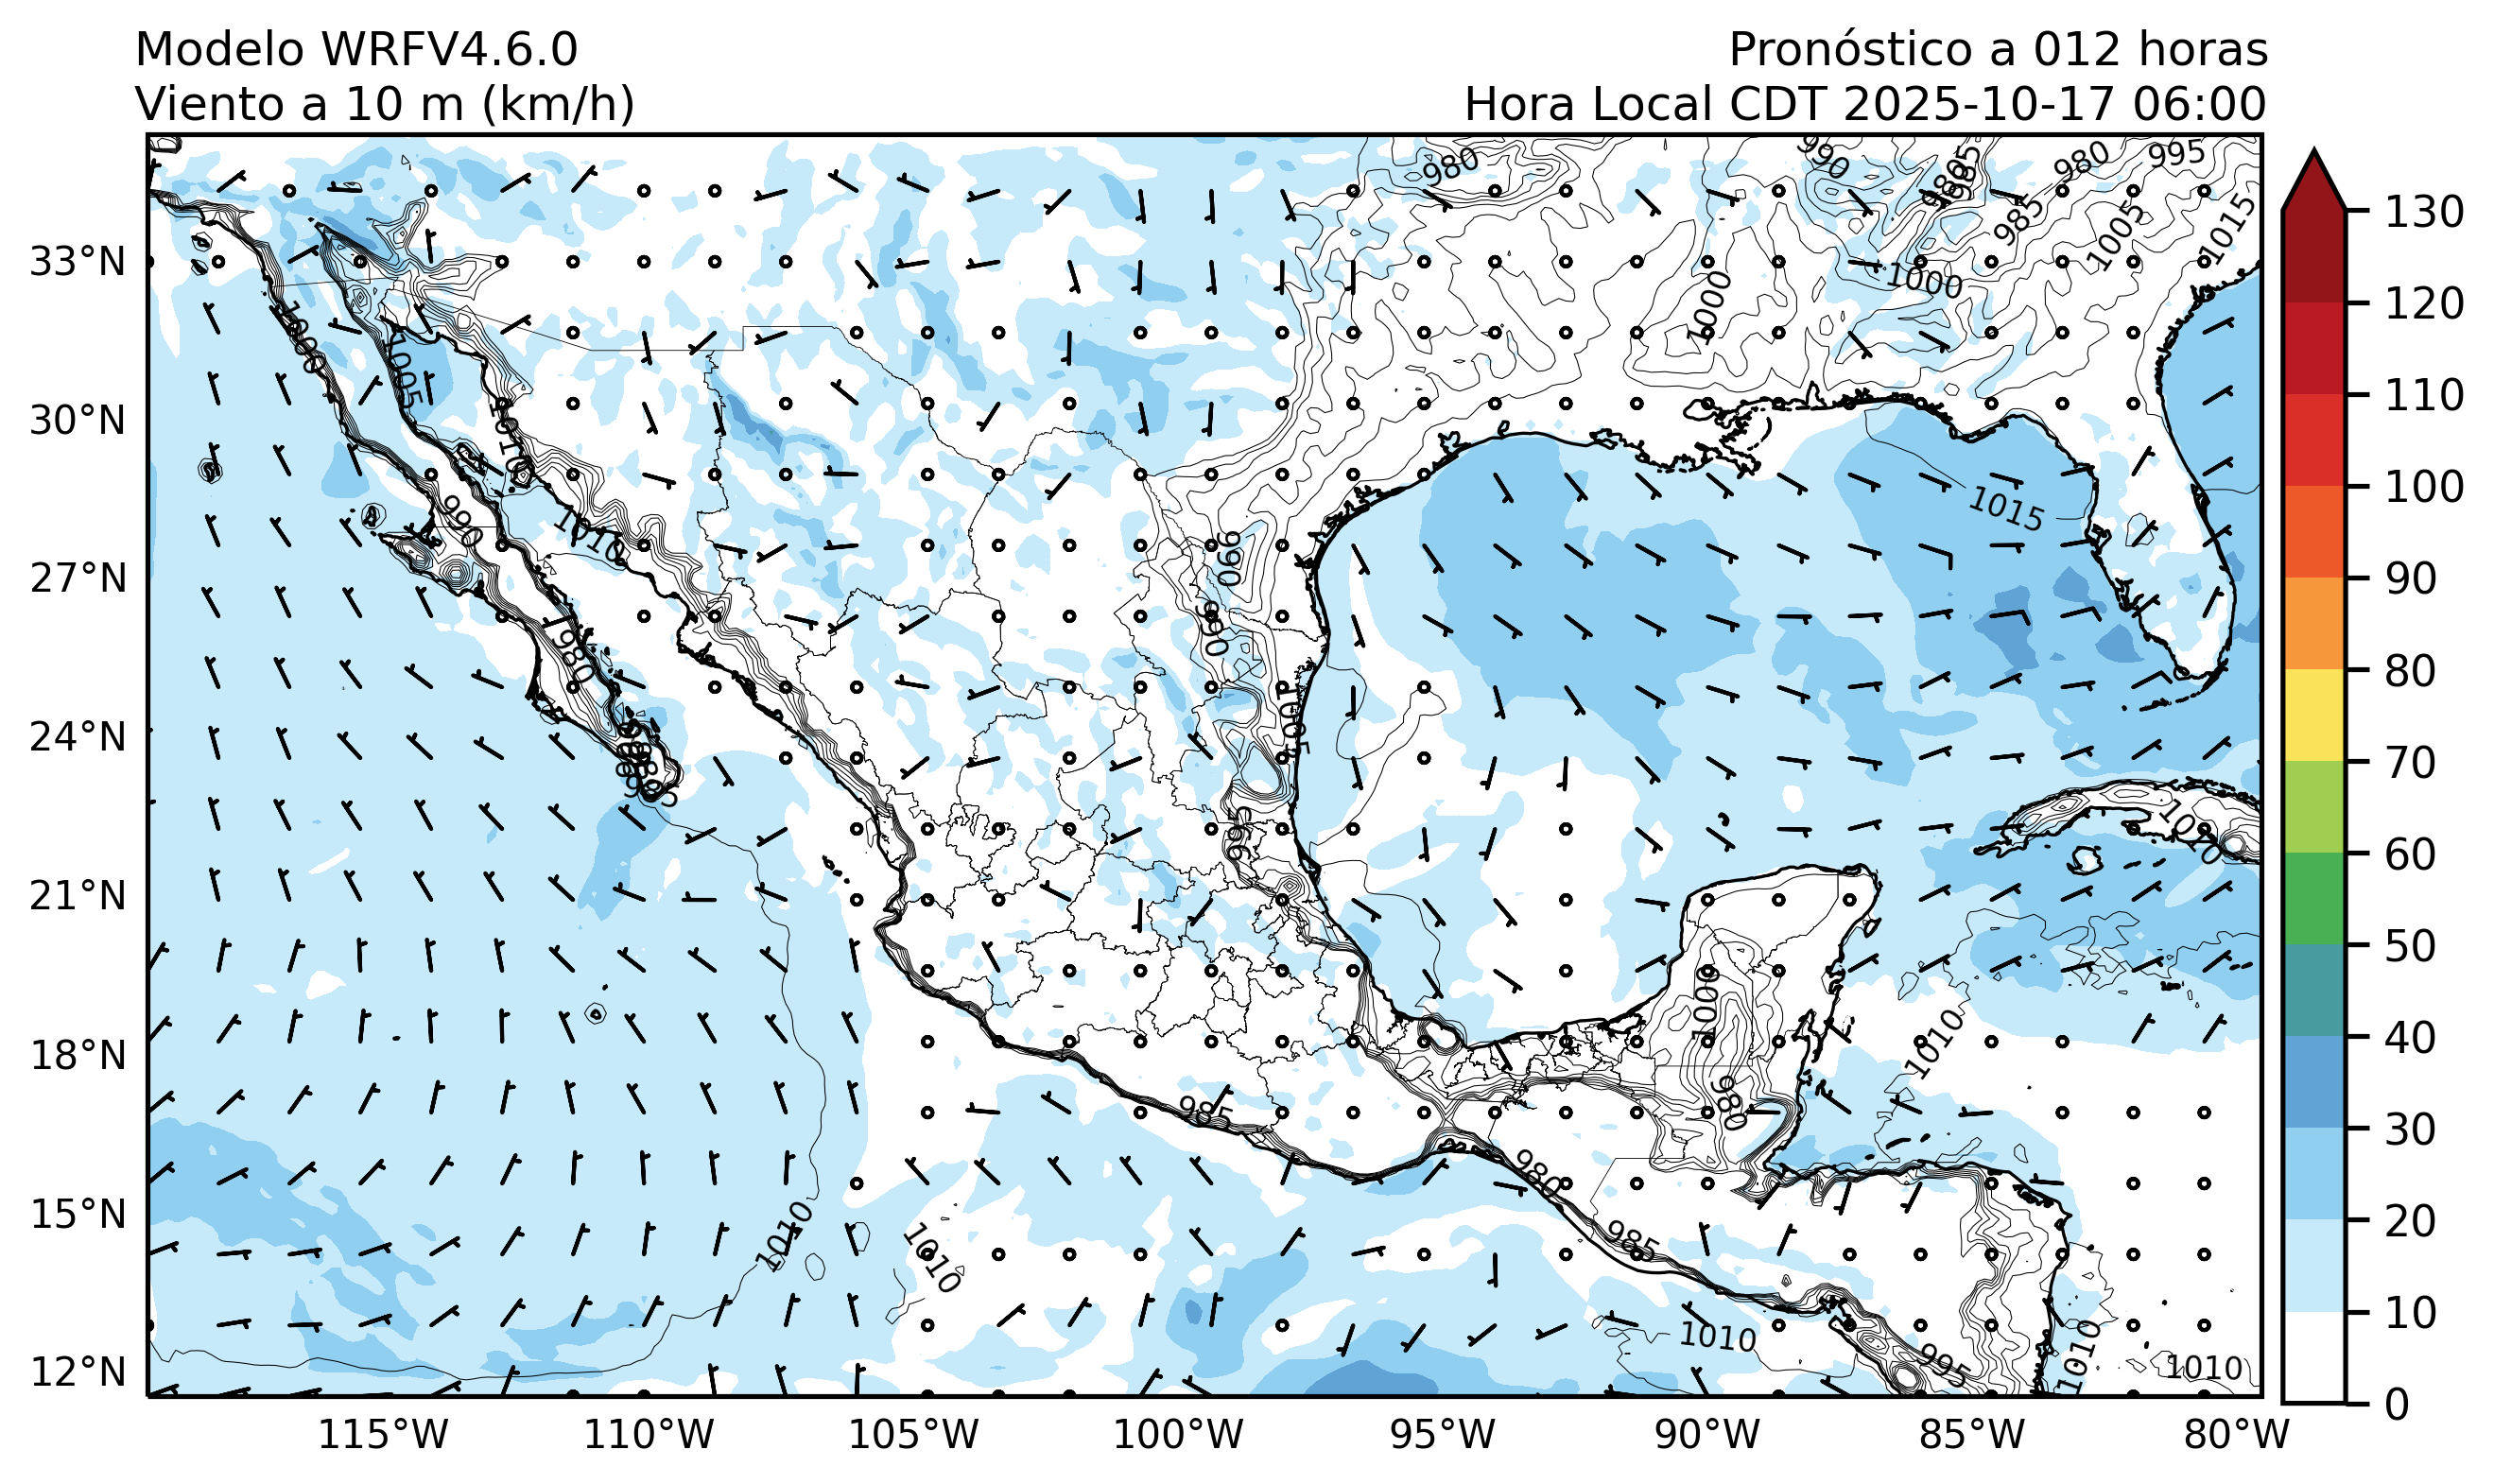 Modelo WRFV4.6.0
Pronóstico a 012 horas
Viento a 10 m (km/h)
Hora Local CDT 2025-10-17 06:00
980
990
985
985
980
995
985
1005
1015
1000
1000
1000
1005
1010
1015
990
1010
990
990
980
1005
985
995
1010
1000
1010
980
985
980
985
1010
1010
1010
995
1010
1010
33°N
30°N
27°N
24°N
21°N
18°N
15°N
12°N
115°W
110°W
105°W
100°W
95°W
90°W
85°W
80°W
130
120
110
100
90
80
70
60
50
40
30
20
10
0